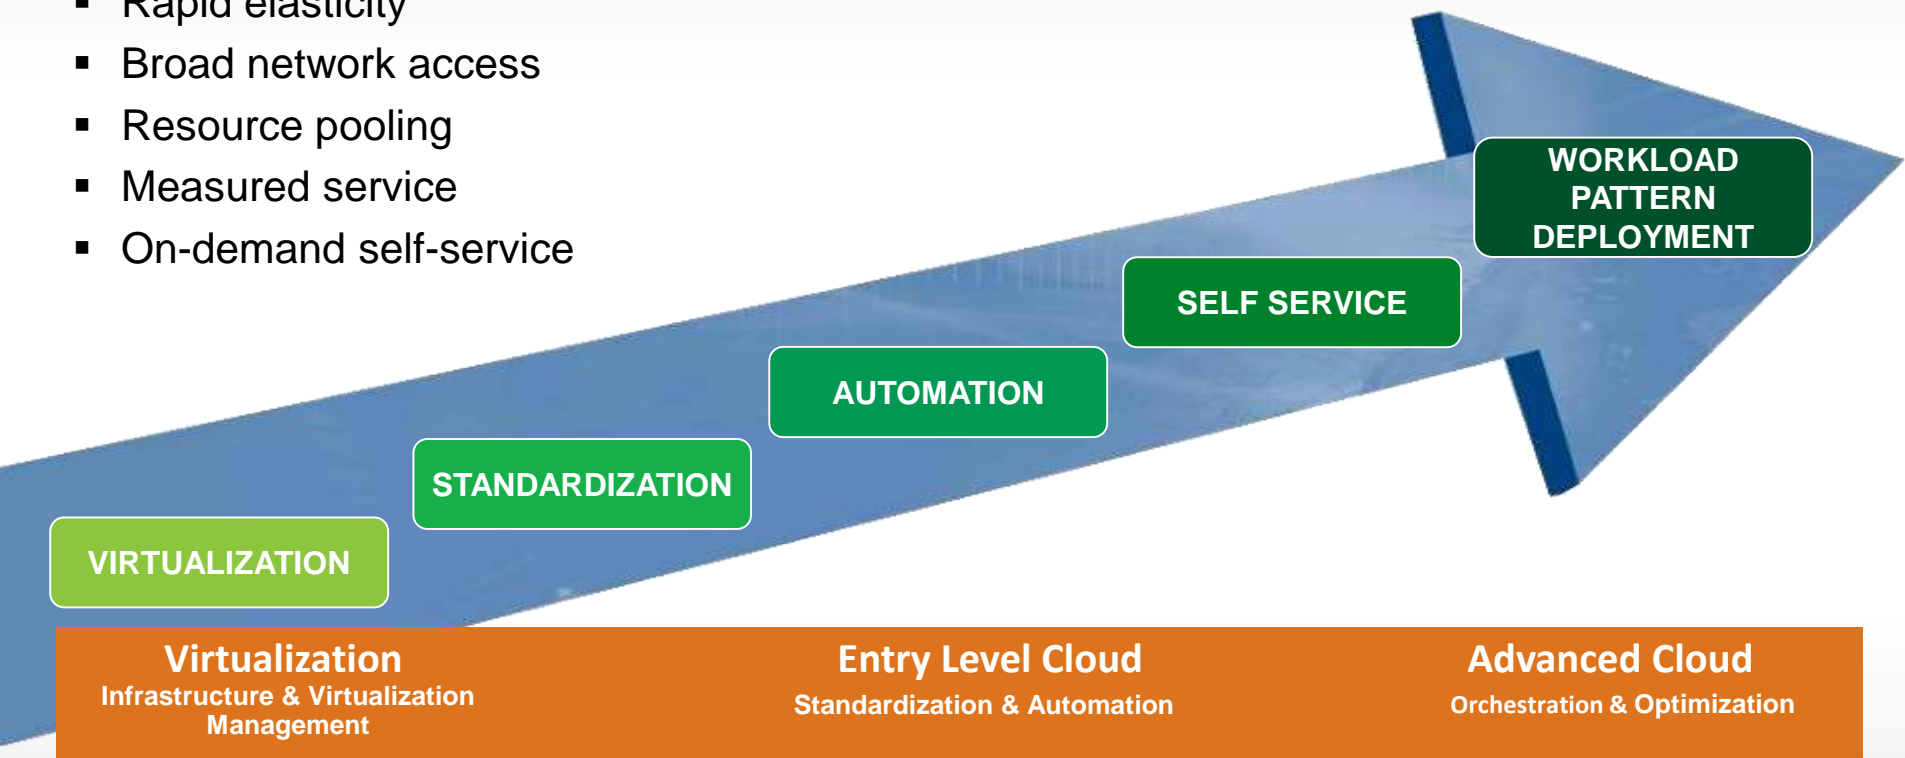 ▪ Rapid elasticity
▪ Broad network access
▪ Resource pooling
▪ Measured service
▪ On-demand self-service
WORKLOAD
PATTERN
DEPLOYMENT
SELF SERVICE
AUTOMATION
STANDARDIZATION
VIRTUALIZATION
Virtualization
Infrastructure & Virtualization
Management
Entry Level Cloud
Standardization & Automation
Advanced Cloud
Orchestration & Optimization